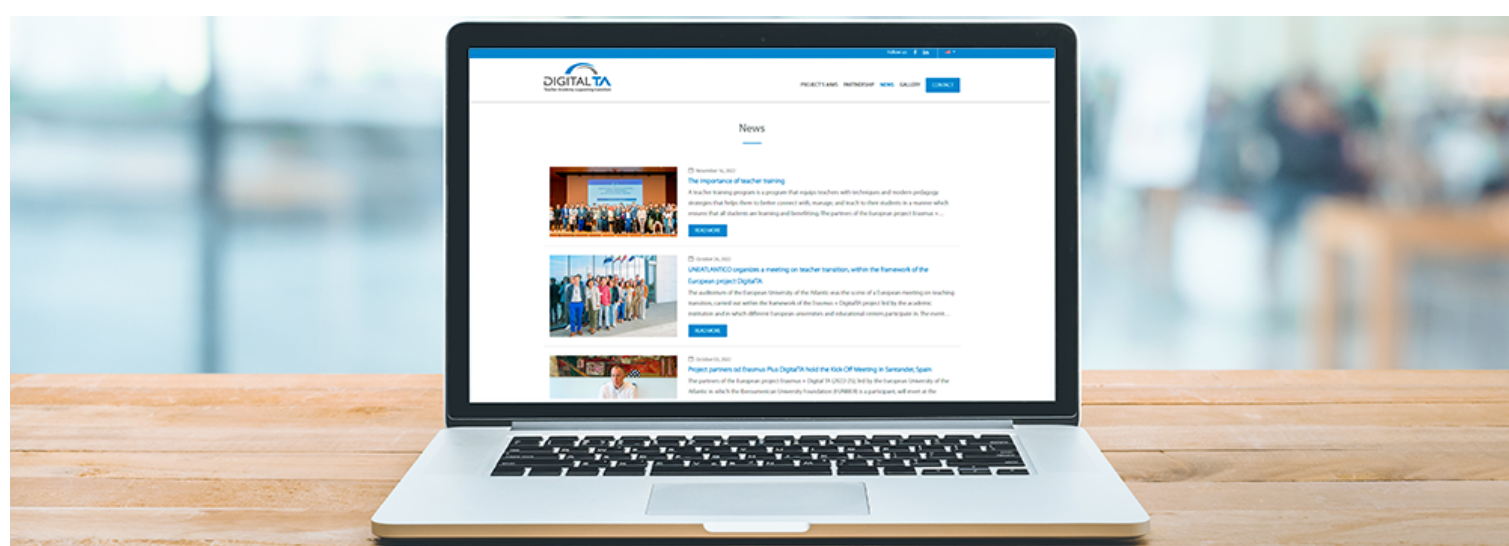 Follow us
DIGITALTA
Teacher Academy supporting transition
PROJECT'S AIMS PARTNERSHIP NEWS GALLERY CONTACT
News
November 16, 2022
The importance of teacher training
A teacher training program is a program that equips teachers with techniques and modern pedagogy
strategies that helps them to better connect with, manage, and teach to their students in a manner which
ensures that all students are learning and benefitting. The partners of the European project Erasmus + ...
READ MORE
October 26, 2022
UNEATLANTICO organizes a meeting on teacher transition, within the framework of the
European project DigitalTA
The auditorium of the European University of the Atlantic was the scene of a European meeting on teaching
transition, carried out within the framework of the Erasmus + DigitalTA project led by the academic
institution and in which different European universities and educational centers participate in. The event ...
READ MORE
October 03, 2022
Project partners od Erasmus Plus DigitalTA hold the Kick Off Meeting in Santander, Spain
The partners of the European project Erasmus + Digital TA (2022-25), led by the European University of the
Atlantic in which the Iberoamerican University Foundation (FUNIBER) is a participant, will meet at the